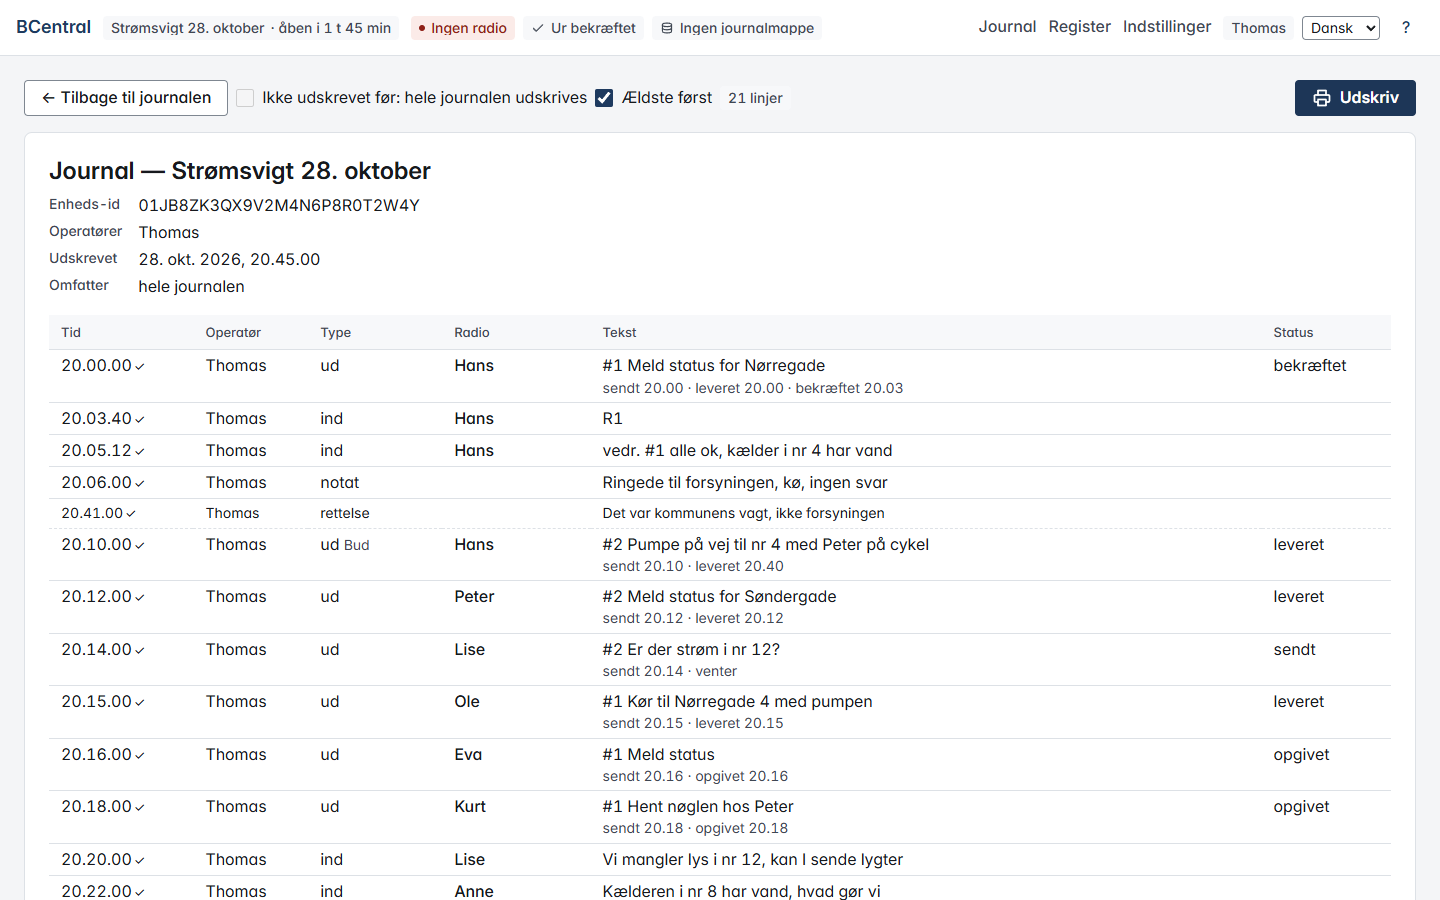 BCentral Strømsvigt 28. oktober · åben i 1 t 45 min Ingen radio Ur bekræftet Ingen journalmappe Journal Register Indstillinger Thomas Dansk ?
← Tilbage til journalen Ikke udskrevet før: hele journalen udskrives Ældste først 21 linjer Udskriv
Journal — Strømsvigt 28. oktober
Enheds-id 01JB8ZK3QX9V2M4N6P8R0T2W4Y
Operatører Thomas
Udskrevet 28. okt. 2026, 20.45.00
Omfatter hele journalen
Tid Operatør Type Radio Tekst Status
20.00.00 ✓ Thomas ud Hans #1 Meld status for Nørregade bekræftet
sendt 20.00 · leveret 20.00 · bekræftet 20.03
20.03.40 ✓ Thomas ind Hans R1
20.05.12 ✓ Thomas ind Hans vedr. #1 alle ok, kælder i nr 4 har vand
20.06.00 ✓ Thomas notat Ringede til forsyningen, kø, ingen svar
20.41.00 ✓ Thomas rettelse Det var kommunens vagt, ikke forsyningen
20.10.00 ✓ Thomas ud Bud Hans #2 Pumpe på vej til nr 4 med Peter på cykel leveret
sendt 20.10 · leveret 20.40
20.12.00 ✓ Thomas ud Peter #2 Meld status for Søndergade leveret
sendt 20.12 · leveret 20.12
20.14.00 ✓ Thomas ud Lise #2 Er der strøm i nr 12? sendt
sendt 20.14 · venter
20.15.00 ✓ Thomas ud Ole #1 Kør til Nørregade 4 med pumpen leveret
sendt 20.15 · leveret 20.15
20.16.00 ✓ Thomas ud Eva #1 Meld status opgivet
sendt 20.16 · opgivet 20.16
20.18.00 ✓ Thomas ud Kurt #1 Hent nøglen hos Peter opgivet
sendt 20.18 · opgivet 20.18
20.20.00 ✓ Thomas ind Lise Vi mangler lys i nr 12, kan I sende lygter
20.22.00 ✓ Thomas ind Anne Kælderen i nr 8 har vand, hvad gør vi